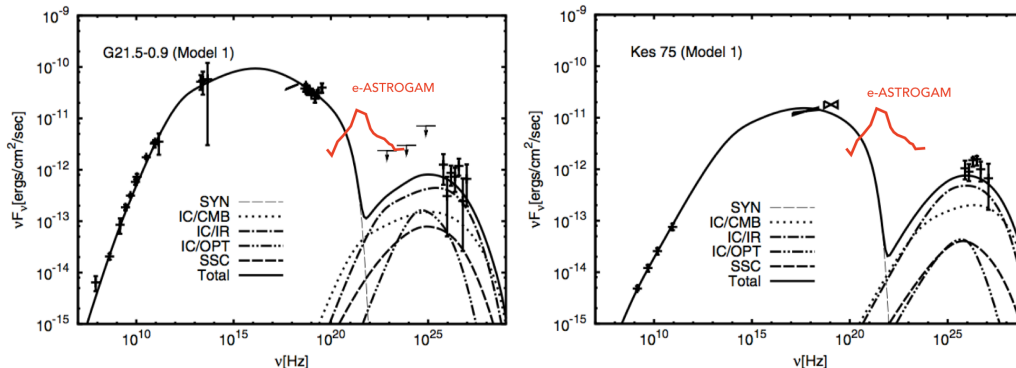 G21.5-0.9 (Model 1)
e-ASTROGAM
SYN
IC/CMB
IC/IR
IC/OPT
SSC
Total
νFν[ergs/cm²/sec]
10⁻⁹
10⁻¹⁰
10⁻¹¹
10⁻¹²
10⁻¹³
10⁻¹⁴
10⁻¹⁵
10¹⁰
10¹⁵
10²⁰
10²⁵
ν[Hz]
Kes 75 (Model 1)
e-ASTROGAM
SYN
IC/CMB
IC/IR
IC/OPT
SSC
Total
νFν[ergs/cm²/sec]
10⁻⁹
10⁻¹⁰
10⁻¹¹
10⁻¹²
10⁻¹³
10⁻¹⁴
10⁻¹⁵
10¹⁰
10¹⁵
10²⁰
10²⁵
ν[Hz]